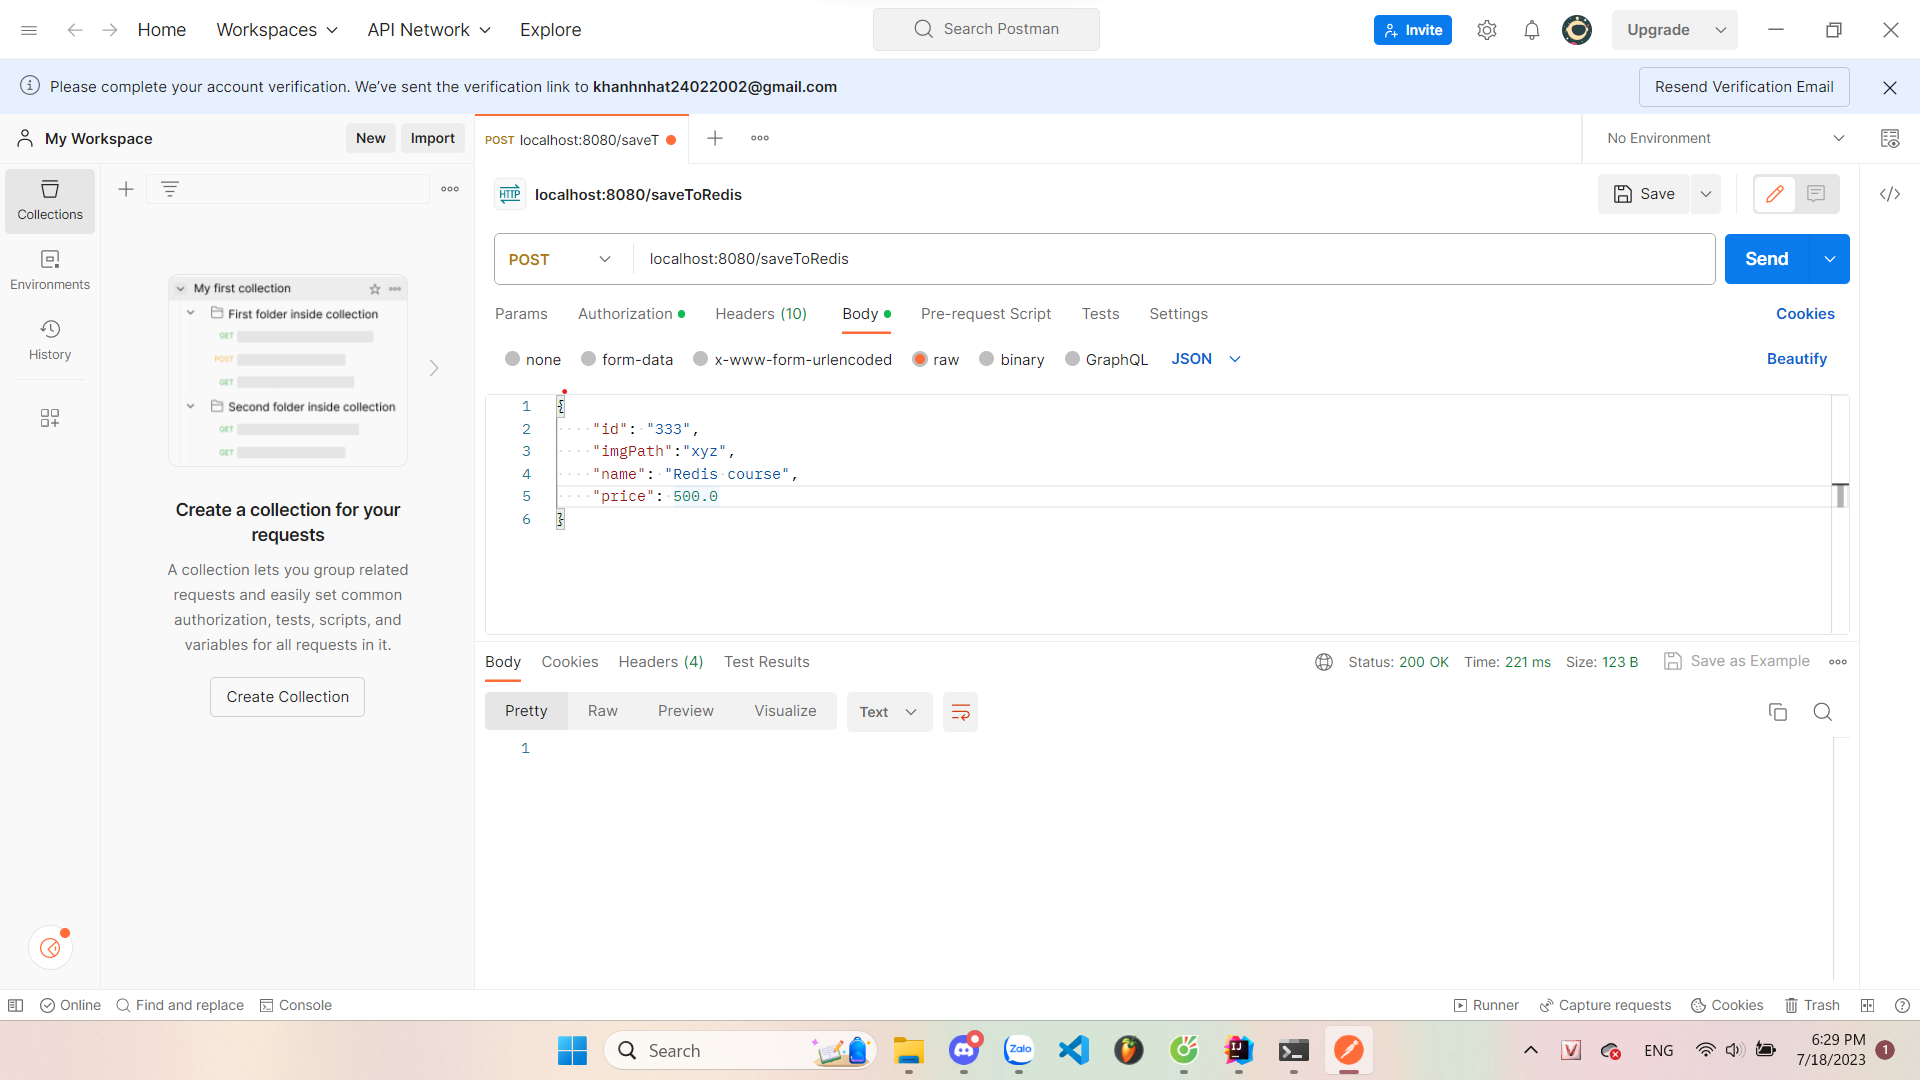 Home
Workspaces
API Network
Explore
Search Postman
Invite
Upgrade
Please complete your account verification. We've sent the verification link to khanhnhat24022002@gmail.com
Resend Verification Email
My Workspace
New
Import
POST localhost:8080/saveT
No Environment
Collections
Environments
History
My first collection
First folder inside collection
GET
POST
GET
Second folder inside collection
GET
GET
Create a collection for your
requests
A collection lets you group related
requests and easily set common
authorization, tests, scripts, and
variables for all requests in it.
Create Collection
HTTP localhost:8080/saveToRedis
Save
POST
localhost:8080/saveToRedis
Send
Params
Authorization
Headers (10)
Body
Pre-request Script
Tests
Settings
Cookies
none
form-data
x-www-form-urlencoded
raw
binary
GraphQL
JSON
Beautify
1 {
2 "id": "333",
3 "imgPath":"xyz",
4 "name": "Redis course",
5 "price": 500.0
6 }
Body
Cookies
Headers (4)
Test Results
Status: 200 OK
Time: 221 ms
Size: 123 B
Save as Example
Pretty
Raw
Preview
Visualize
Text
1
Online
Find and replace
Console
Runner
Capture requests
Cookies
Trash
Search
Zalo
IJ
V
ENG
6:29 PM
7/18/2023
1